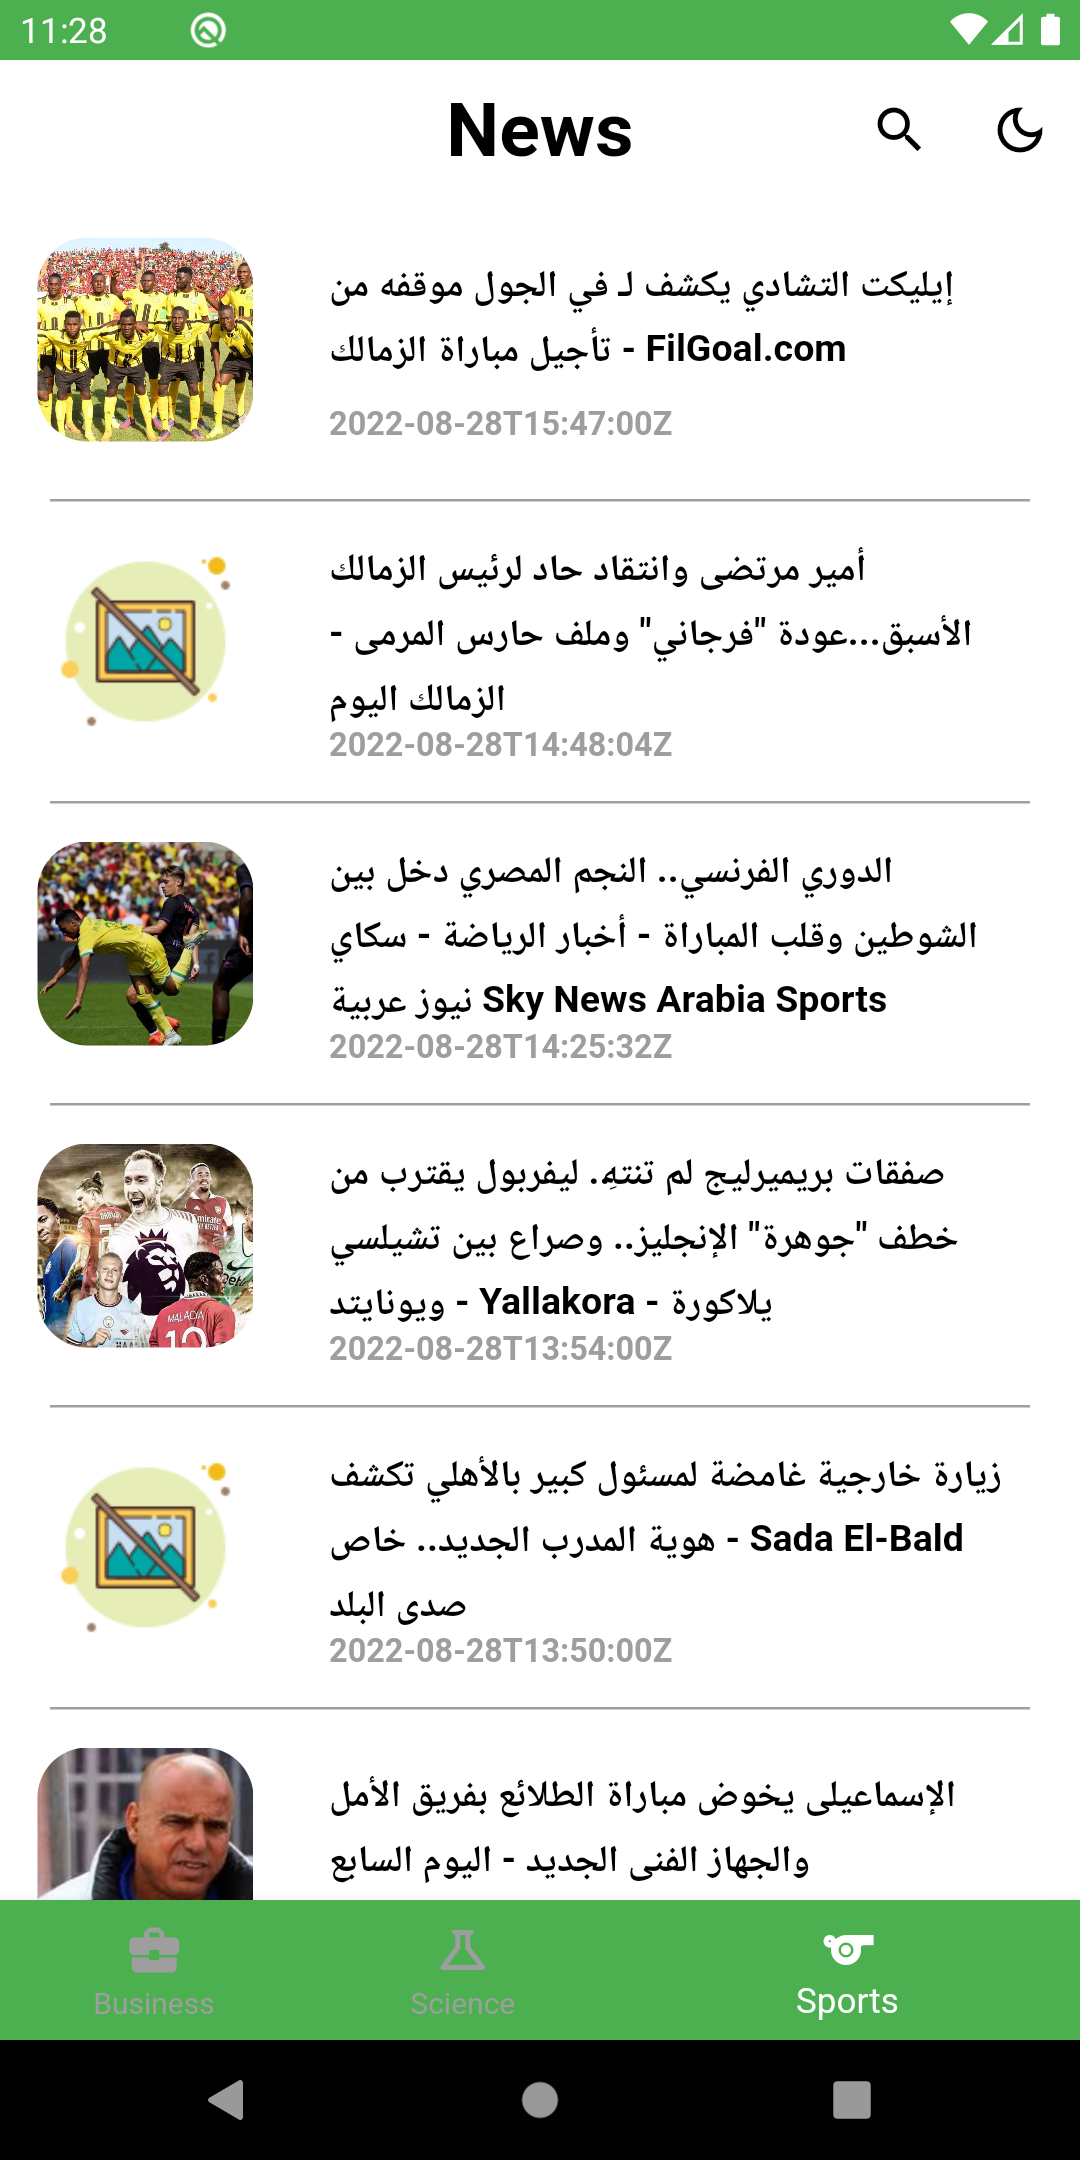 11:28
News
إيليكت التشادي يكشف لـ في الجول موقفه من
تأجيل مباراة الزمالك - FilGoal.com
2022-08-28T15:47:00Z
أمير مرتضى وانتقاد حاد لرئيس الزمالك
الأسبق...عودة "فرجاني" وملف حارس المرمى -
الزمالك اليوم
2022-08-28T14:48:04Z
الدوري الفرنسي.. النجم المصري دخل بين
الشوطين وقلب المباراة - أخبار الرياضة - سكاي
نيوز عربية Sky News Arabia Sports
2022-08-28T14:25:32Z
صفقات بريميرليج لم تنتهِ. ليفربول يقترب من
خطف "جوهرة" الإنجليز.. وصراع بين تشيلسي
ويونايتد - Yallakora - يلاكورة
2022-08-28T13:54:00Z
زيارة خارجية غامضة لمسئول كبير بالأهلي تكشف
هوية المدرب الجديد.. خاص - Sada El-Bald
صدى البلد
2022-08-28T13:50:00Z
الإسماعيلى يخوض مباراة الطلائع بفريق الأمل
والجهاز الفنى الجديد - اليوم السابع
Business
Science
Sports